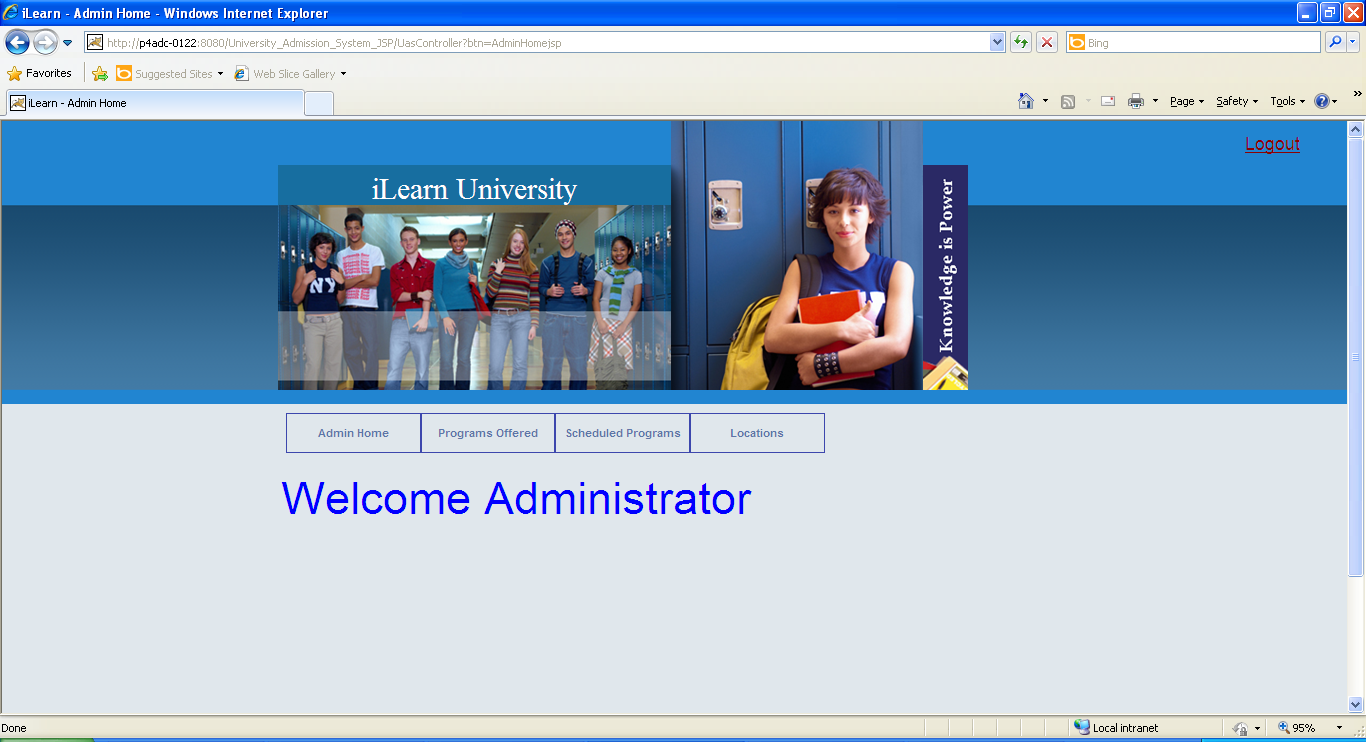 iLearn - Admin Home - Windows Internet Explorer
http://p4adc-0122:8080/University_Admission_System_JSP/UasController?btn=AdminHomejsp
Bing
Favorites
Suggested Sites
Web Slice Gallery
iLearn - Admin Home
Page
Safety
Tools
Logout
iLearn University
NY
Knowledge is Power
Admin Home
Programs Offered
Scheduled Programs
Locations
Welcome Administrator
Done
Local intranet
95%